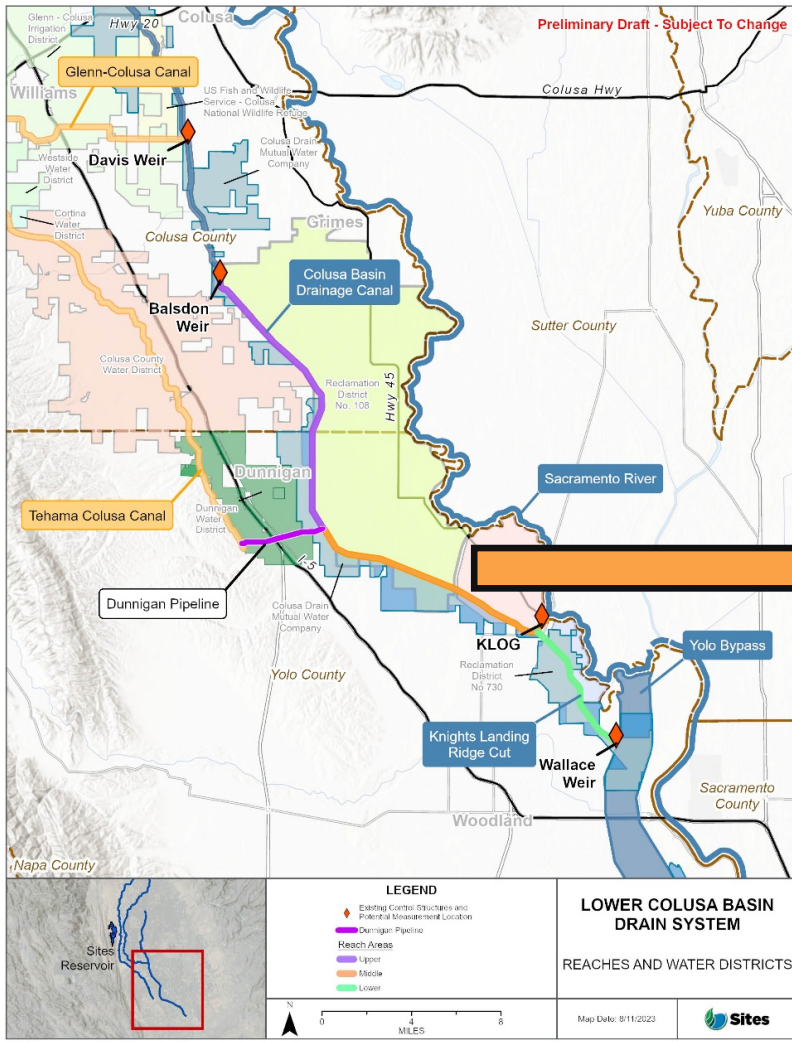 Preliminary Draft - Subject To Change
Glenn - Colusa
Irrigation
District
Hwy 20
Colusa
Glenn-Colusa Canal
Williams
US Fish and Wildlife
Service - Colusa
National Wildlife Refuge
Colusa Hwy
Davis Weir
Colusa Drain
Mutual Water
Company
Westside
Water
District
Cortina
Water
District
Colusa County
Grimes
Yuba County
Colusa Basin
Drainage Canal
Balsdon
Weir
Sutter County
Colusa County
Water District
Reclamation
District
No. 108
Hwy 45
Dunnigan
Sacramento River
Tehama Colusa Canal
Dunnigan
Water
District
I-5
Dunnigan Pipeline
Colusa Drain
Mutual Water
Company
KLOG
Yolo Bypass
Reclamation
District
No 730
Yolo County
Knights Landing
Ridge Cut
Wallace
Weir
Sacramento
County
Woodland
Napa County
Sites
Reservoir
LEGEND
Existing Control Structures and
Potential Measurement Location
Dunnigan Pipeline
Reach Areas
Upper
Middle
Lower
N
0 4 8
MILES
LOWER COLUSA BASIN
DRAIN SYSTEM
REACHES AND WATER DISTRICTS
Map Date: 8/11/2023
Sites